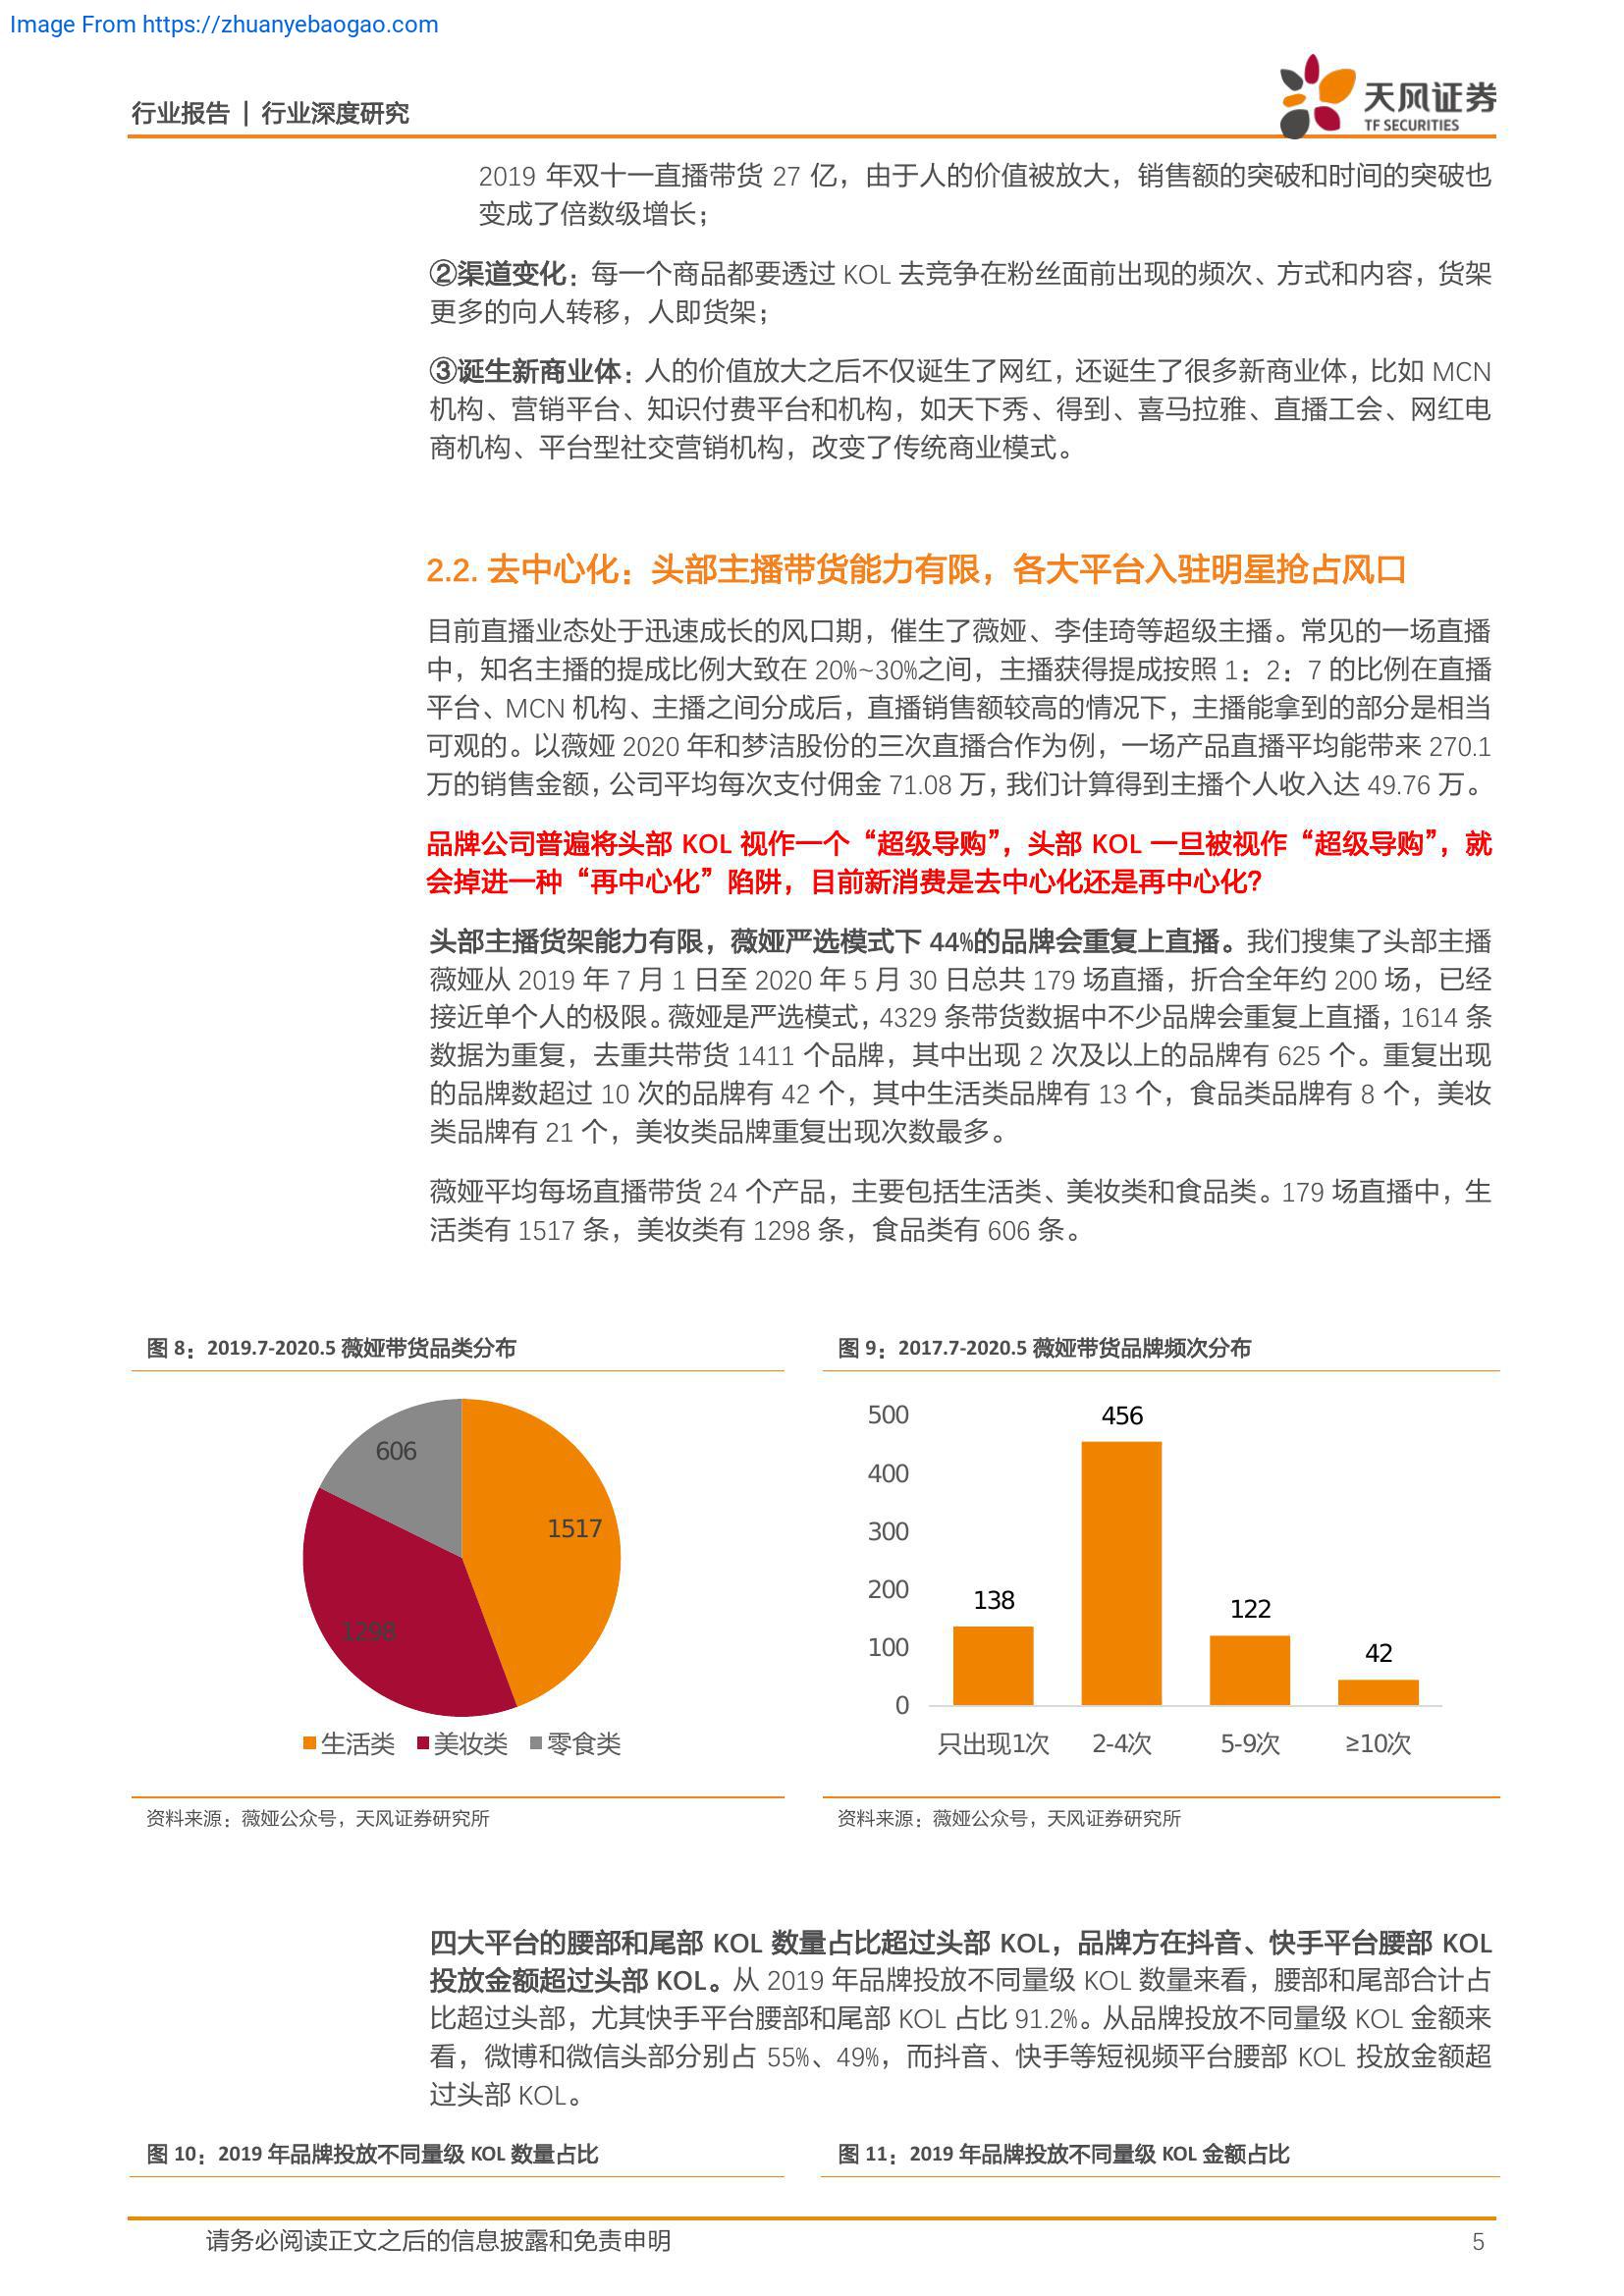 Image From https://zhuanyebaogao.com
行业报告 | 行业深度研究
天风证券
TF SECURITIES
2019 年双十一直播带货 27 亿，由于人的价值被放大，销售额的突破和时间的突破也
变成了倍数级增长；
②渠道变化：每一个商品都要透过 KOL 去竞争在粉丝面前出现的频次、方式和内容，货架
更多的向人转移，人即货架；
③诞生新商业体：人的价值放大之后不仅诞生了网红，还诞生了很多新商业体，比如 MCN
机构、营销平台、知识付费平台和机构，如天下秀、得到、喜马拉雅、直播工会、网红电
商机构、平台型社交营销机构，改变了传统商业模式。
2.2. 去中心化：头部主播带货能力有限，各大平台入驻明星抢占风口
目前直播业态处于迅速成长的风口期，催生了薇娅、李佳琦等超级主播。常见的一场直播
中，知名主播的提成比例大致在 20%~30%之间，主播获得提成按照 1：2：7 的比例在直播
平台、MCN 机构、主播之间分成后，直播销售额较高的情况下，主播能拿到的部分是相当
可观的。以薇娅 2020 年和梦洁股份的三次直播合作为例，一场产品直播平均能带来 270.1
万的销售金额，公司平均每次支付佣金 71.08 万，我们计算得到主播个人收入达 49.76 万。
品牌公司普遍将头部 KOL 视作一个“超级导购”，头部 KOL 一旦被视作“超级导购”，就
会掉进一种“再中心化”陷阱，目前新消费是去中心化还是再中心化?
头部主播货架能力有限，薇娅严选模式下 44%的品牌会重复上直播。我们搜集了头部主播
薇娅从 2019 年 7 月 1 日至 2020 年 5 月 30 日总共 179 场直播，折合全年约 200 场，已经
接近单个人的极限。薇娅是严选模式，4329 条带货数据中不少品牌会重复上直播，1614 条
数据为重复，去重共带货 1411 个品牌，其中出现 2 次及以上的品牌有 625 个。重复出现
的品牌数超过 10 次的品牌有 42 个，其中生活类品牌有 13 个，食品类品牌有 8 个，美妆
类品牌有 21 个，美妆类品牌重复出现次数最多。
薇娅平均每场直播带货 24 个产品，主要包括生活类、美妆类和食品类。179 场直播中，生
活类有 1517 条，美妆类有 1298 条，食品类有 606 条。
图 8：2019.7-2020.5 薇娅带货品类分布
606
1517
1298
生活类 美妆类 零食类
资料来源：薇娅公众号，天风证券研究所
图 9：2017.7-2020.5 薇娅带货品牌频次分布
500
400
300
200
100
0
138
456
122
42
只出现1次 2-4次 5-9次 ≥10次
资料来源：薇娅公众号，天风证券研究所
四大平台的腰部和尾部 KOL 数量占比超过头部 KOL，品牌方在抖音、快手平台腰部 KOL
投放金额超过头部 KOL。从 2019 年品牌投放不同量级 KOL 数量来看，腰部和尾部合计占
比超过头部，尤其快手平台腰部和尾部 KOL 占比 91.2%。从品牌投放不同量级 KOL 金额来
看，微博和微信头部分别占 55%、49%，而抖音、快手等短视频平台腰部 KOL 投放金额超
过头部 KOL。
图 10：2019 年品牌投放不同量级 KOL 数量占比
图 11：2019 年品牌投放不同量级 KOL 金额占比
请务必阅读正文之后的信息披露和免责申明
5